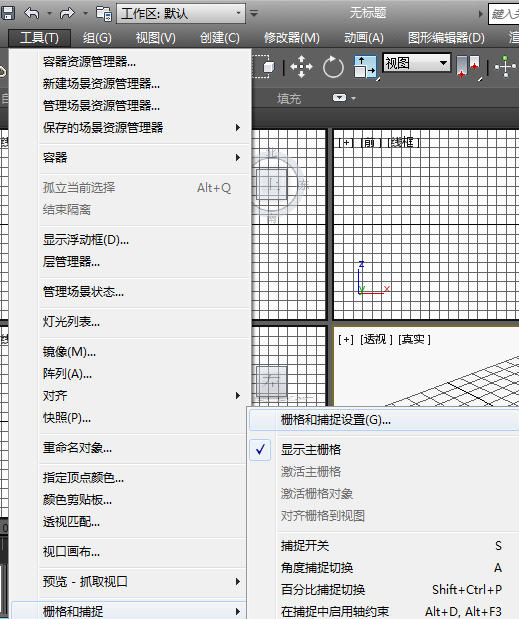 工作区: 默认
无标题
键入关
工具(T)
组(G)
视图(V)
创建(C)
修改器(M)
动画(A)
图形编辑器(D)
视图
填充
容器资源管理器...
新建场景资源管理器...
管理场景资源管理器...
保存的场景资源管理器
容器
孤立当前选择 Alt+Q
结束隔离
显示浮动框(D)...
层管理器...
管理场景状态...
灯光列表...
镜像(M)...
阵列(A)...
对齐
快照(P)...
重命名对象...
指定顶点颜色...
颜色剪贴板...
透视匹配...
视口画布...
预览 - 抓取视口
栅格和捕捉
北
上
东
南
[+] [前] [线框]
z
y
x
左
[+] [透视] [真实]
栅格和捕捉设置(G)...
显示主栅格
激活主栅格
激活栅格对象
对齐栅格到视图
捕捉开关 S
角度捕捉切换 A
百分比捕捉切换 Shift+Ctrl+P
在捕捉中启用轴约束 Alt+D, Alt+F3